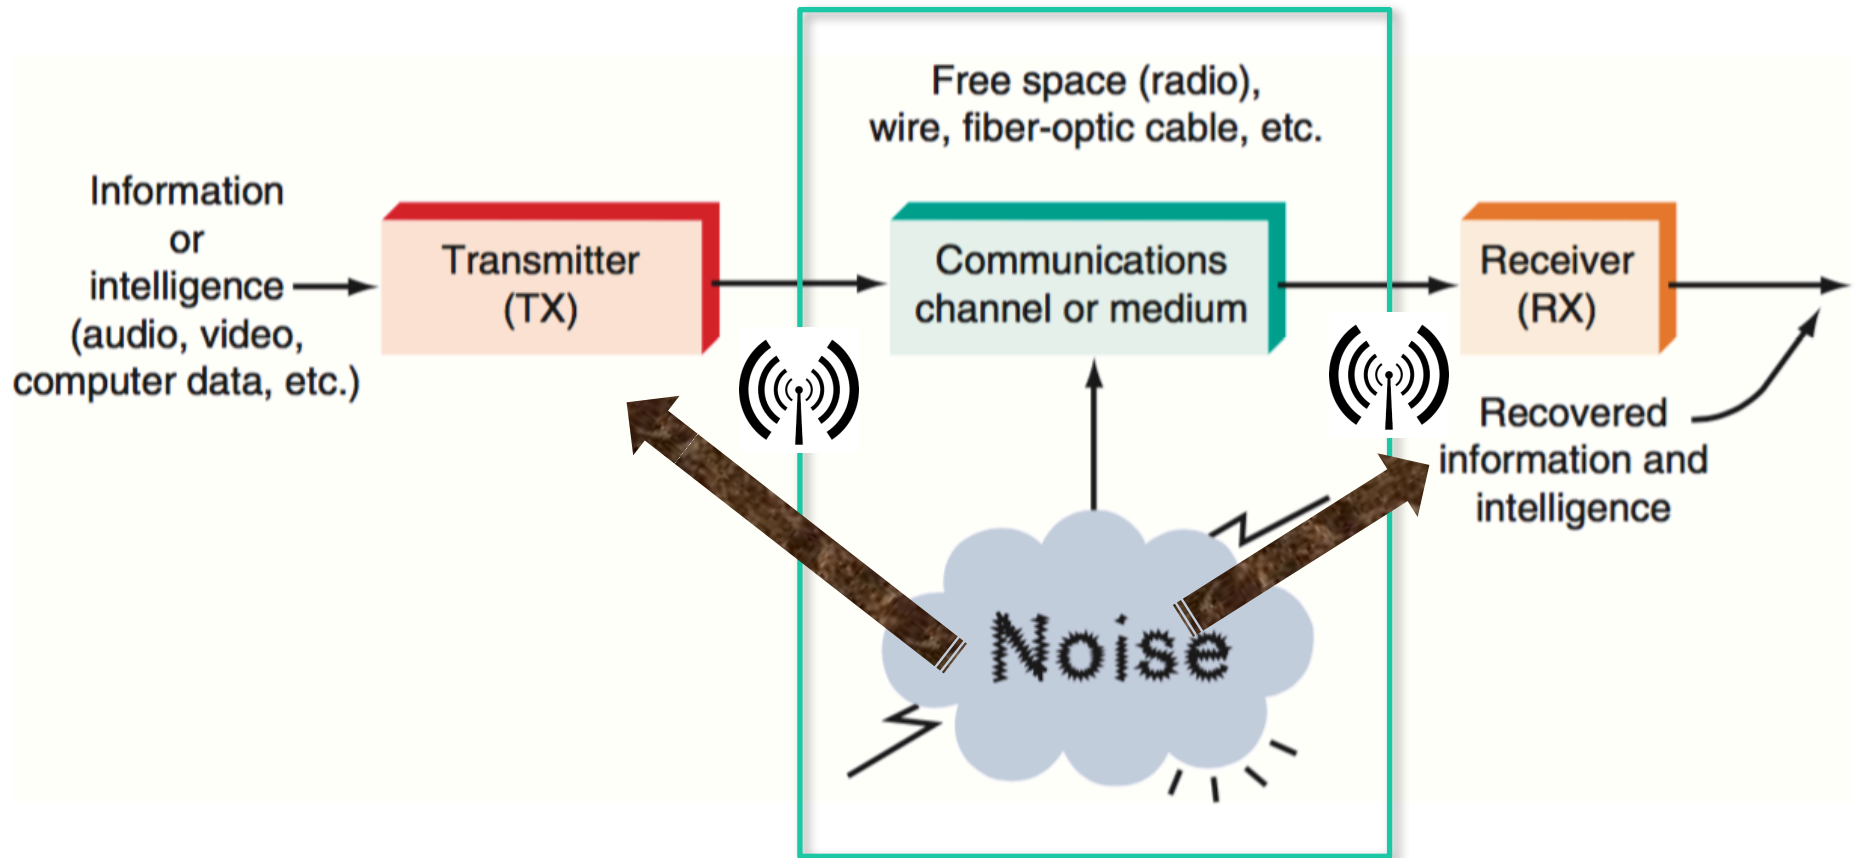 Free space (radio),
wire, fiber-optic cable, etc.
Information
or
intelligence
(audio, video,
computer data, etc.)
Transmitter
(TX)
Communications
channel or medium
Receiver
(RX)
Recovered
information and
intelligence
Noise